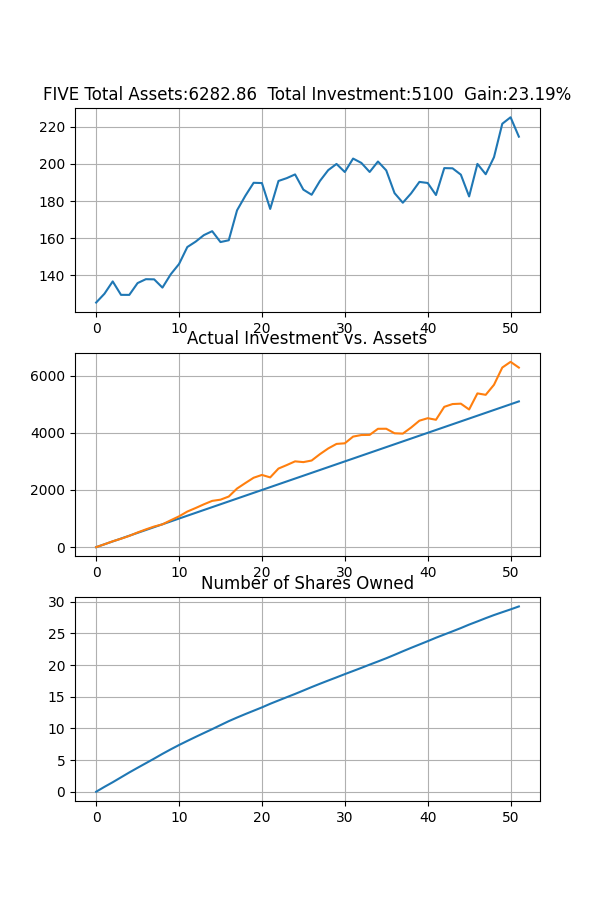 FIVE Total Assets:6282.86  Total Investment:5100  Gain:23.19%
220
200
180
160
140
0 10 20 30 40 50
Actual Investment vs. Assets
6000
4000
2000
0
0 10 20 30 40 50
Number of Shares Owned
30
25
20
15
10
5
0
0 10 20 30 40 50